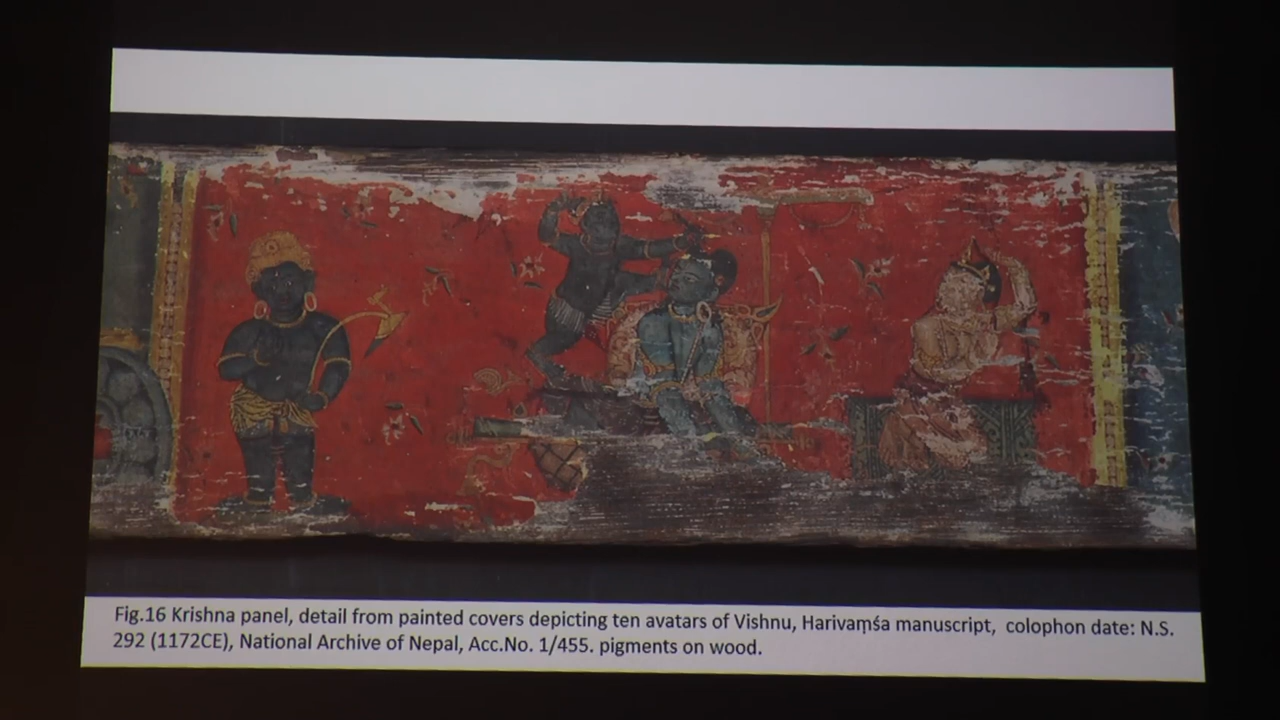 Fig.16 Krishna panel, detail from painted covers depicting ten avatars of Vishnu, Harivaṃśa manuscript,  colophon date: N.S.
292 (1172CE), National Archive of Nepal, Acc.No. 1/455. pigments on wood.